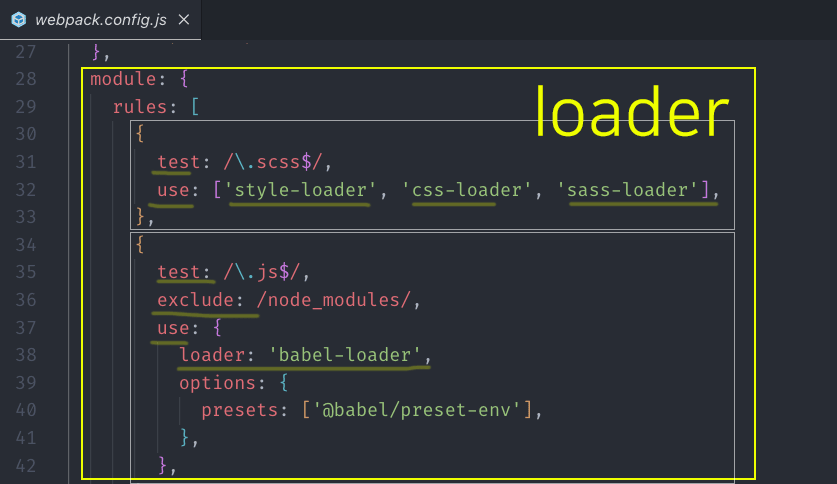 webpack.config.js ×
27 },
28 module: {
loader
29 rules: [
30 {
31 test: /\.scss$/,
32 use: ['style-loader', 'css-loader', 'sass-loader'],
33 },
34 {
35 test: /\.js$/,
36 exclude: /node_modules/,
37 use: {
38 loader: 'babel-loader',
39 options: {
40 presets: ['@babel/preset-env'],
41 },
42 },